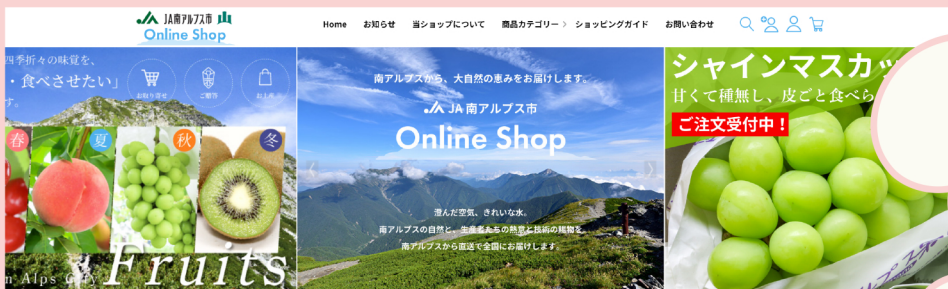 JA南アルプス市
Online Shop
Home
お知らせ
当ショップについて
商品カテゴリー
ショッピングガイド
お問い合わせ
四季折々の味覚を、
・食べさせたい」
す。
お取り寄せ
ご贈答
お土産
春
夏
秋
冬
n Alps City
Fruits
南アルプスから、大自然の恵みをお届けします。
JA南アルプス市
Online Shop
澄んだ空気、きれいな水。
南アルプスの自然と、生産者たちの熱意と技術の賜物を
南アルプスから直送で全国にお届けします。
シャインマスカッ
甘くて種無し、皮ごと食べら
ご注文受付中！